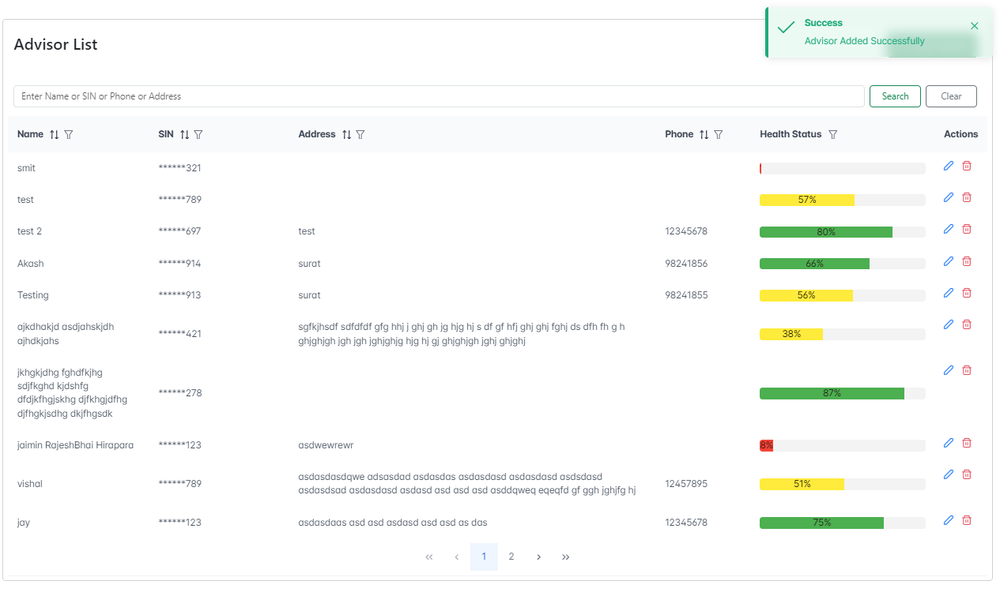 Success
Advisor Added Successfully
Advisor List
Enter Name or SIN or Phone or Address
Search
Clear
Name SIN Address Phone Health Status Actions
smit ******321
test ******789 57%
test 2 ******697 test 12345678 80%
Akash ******914 surat 98241856 66%
Testing ******913 surat 98241855 56%
ajkdhakjd asdjahskjdh
ajhdkjahs
******421
sgfkjhsdf sdfdfdf gfg hhj j ghj gh jg hjg hj s df gf hfj ghj ghj fghj ds dfh fh g h
ghjghjgh jgh jgh jghjghjg hjg hj gj ghjghjgh jghj ghjghj
38%
jkhgkjdhg fghdfkjhg
sdjfkghd kjdshfg
dfdjkfhgjskhg djfkhgjdfhg
djfhgkjsdhg dkjfhgsdk
******278
87%
jaimin RajeshBhai Hirapara ******123 asdwewrewr 8%
vishal
******789
asdasdasdqwe adsasdad asdasdas asdasdasd asdasdasd asdsdasd
asdasdsad asdasdasd asdasd asd asd asd asddqweq eqeqfd gf ggh jghjfg hj
12457895
51%
jay ******123 asdasdaas asd asd asdasd asd asd as das 12345678 75%
« ‹ 1 2 › »